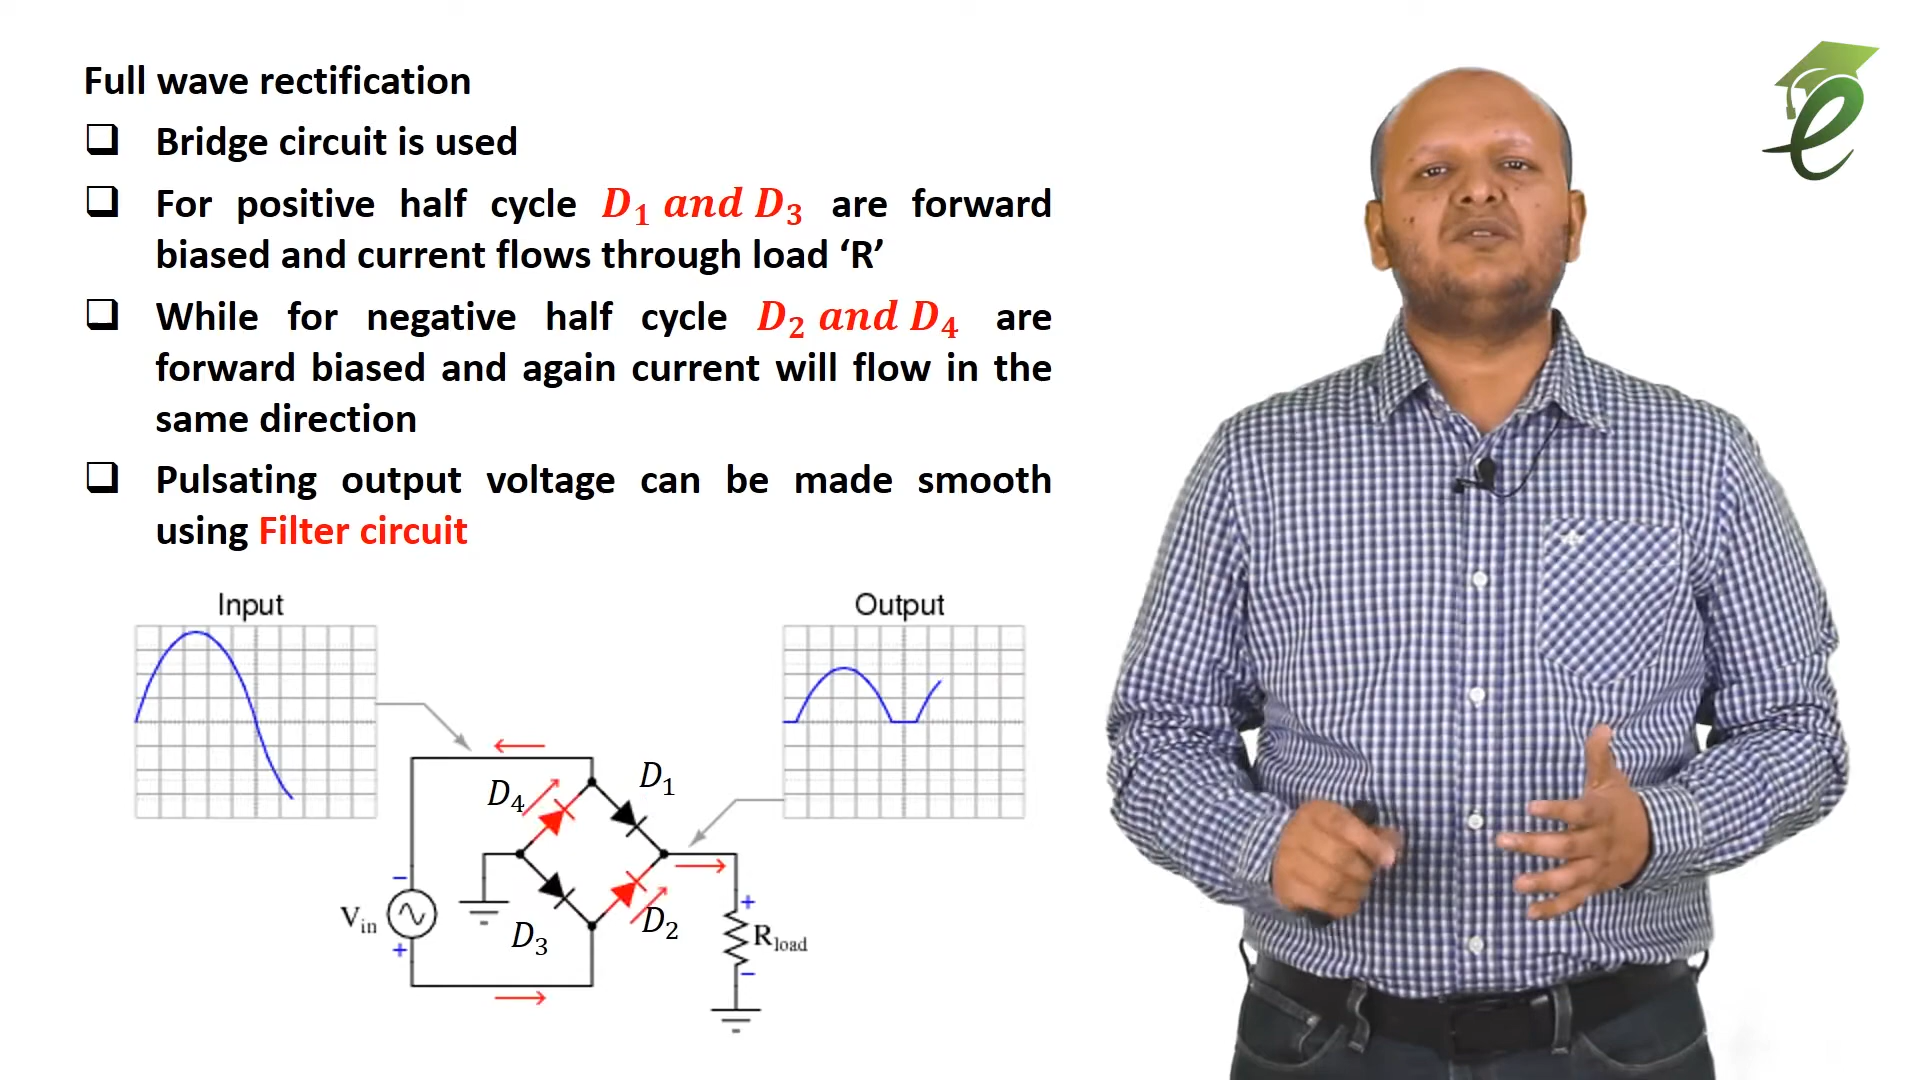 Full wave rectification
❑ Bridge circuit is used
❑ For positive half cycle D₁ and D₃ are forward
biased and current flows through load ‘R’
❑ While for negative half cycle D₂ and D₄ are
forward biased and again current will flow in the
same direction
❑ Pulsating output voltage can be made smooth
using Filter circuit
Input
Output
D₄
D₁
−
V_in
+
D₃
D₂
+
R_load
−
e